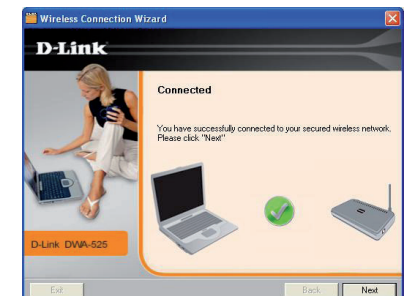 Wireless Connection Wizard
D-Link
Connected
You have successfully connected to your secured wireless network.
Please click "Next"
D-Link DWA-525
Exit
Back
Next